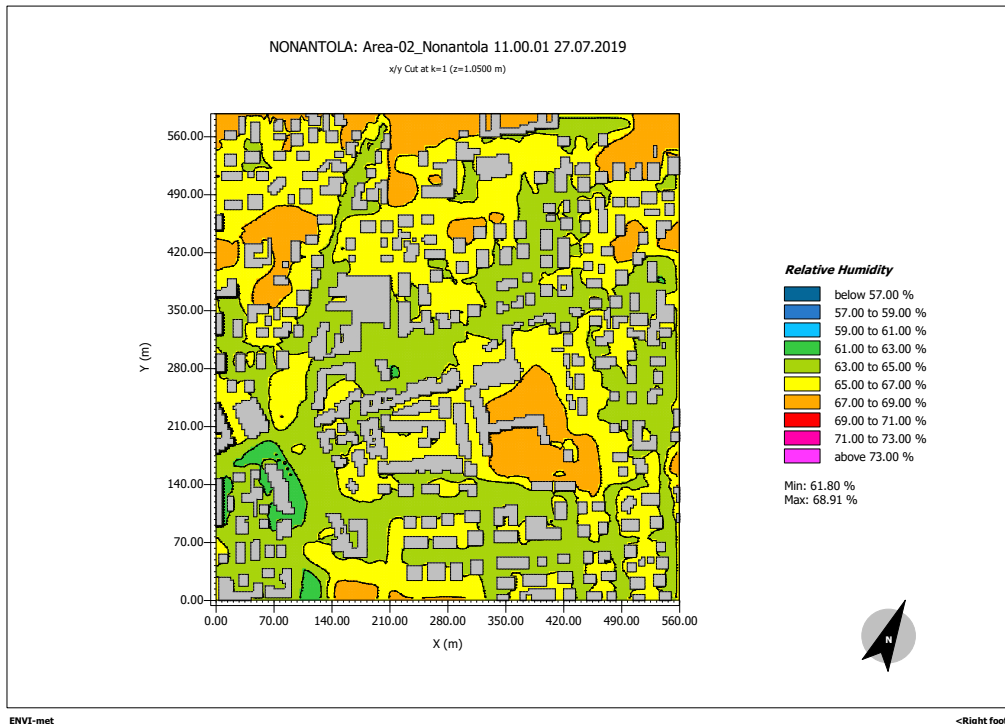 NONANTOLA: Area-02_Nonantola 11.00.01 27.07.2019
x/y Cut at k=1 (z=1.0500 m)
560.00
490.00
420.00
350.00
280.00
210.00
140.00
70.00
0.00
Y (m)
0.00 70.00 140.00 210.00 280.00 350.00 420.00 490.00 560.00
X (m)
Relative Humidity
below 57.00 %
57.00 to 59.00 %
59.00 to 61.00 %
61.00 to 63.00 %
63.00 to 65.00 %
65.00 to 67.00 %
67.00 to 69.00 %
69.00 to 71.00 %
71.00 to 73.00 %
above 73.00 %
Min: 61.80 %
Max: 68.91 %
N
ENVI-met
<Right foo